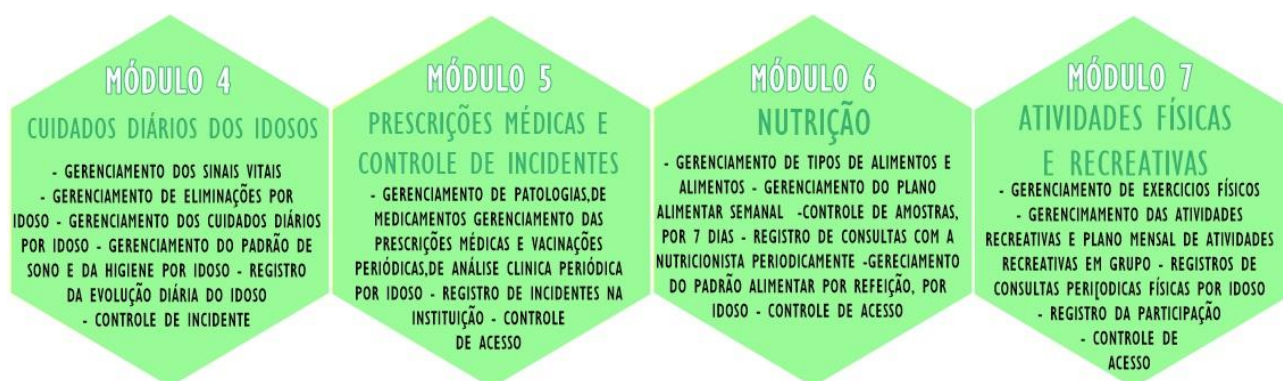 MÓDULO 4
CUIDADOS DIÁRIOS DOS IDOSOS
- GERENCIAMENTO DOS SINAIS VITAIS
- GERENCIAMENTO DE ELIMINAÇÕES POR
IDOSO - GERENCIAMENTO DOS CUIDADOS DIÁRIOS
POR IDOSO - GERENCIAMENTO DO PADRÃO DE
SONO E DA HIGIENE POR IDOSO - REGISTRO
DA EVOLUÇÃO DIÁRIA DO IDOSO
- CONTROLE DE INCIDENTE
MÓDULO 5
PRESCRIÇÕES MÉDICAS E
CONTROLE DE INCIDENTES
- GERENCIAMENTO DE PATOLOGIAS,DE
MEDICAMENTOS GERENCIAMENTO DAS
PRESCRIÇÕES MÉDICAS E VACINAÇÕES
PERIÓDICAS,DE ANÁLISE CLINICA PERIÓDICA
POR IDOSO - REGISTRO DE INCIDENTES NA
INSTITUIÇÃO - CONTROLE
DE ACESSO
MÓDULO 6
NUTRIÇÃO
- GERENCIAMENTO DE TIPOS DE ALIMENTOS E
ALIMENTOS - GERENCIAMENTO DO PLANO
ALIMENTAR SEMANAL -CONTROLE DE AMOSTRAS,
POR 7 DIAS - REGISTRO DE CONSULTAS COM A
NUTRICIONISTA PERIODICAMENTE -GERECIAMENTO
DO PADRÃO ALIMENTAR POR REFEIÇÃO, POR
IDOSO - CONTROLE DE ACESSO
MÓDULO 7
ATIVIDADES FÍSICAS
E RECREATIVAS
- GERENCIAMENTO DE EXERCICIOS FÍSICOS
- GERENCIMAMENTO DAS ATIVIDADES
RECREATIVAS E PLANO MENSAL DE ATIVIDADES
RECREATIVAS EM GRUPO - REGISTROS DE
CONSULTAS PERI[ODICAS FÍSICAS POR IDOSO
- REGISTRO DA PARTICIPAÇÃO
- CONTROLE DE
ACESSO